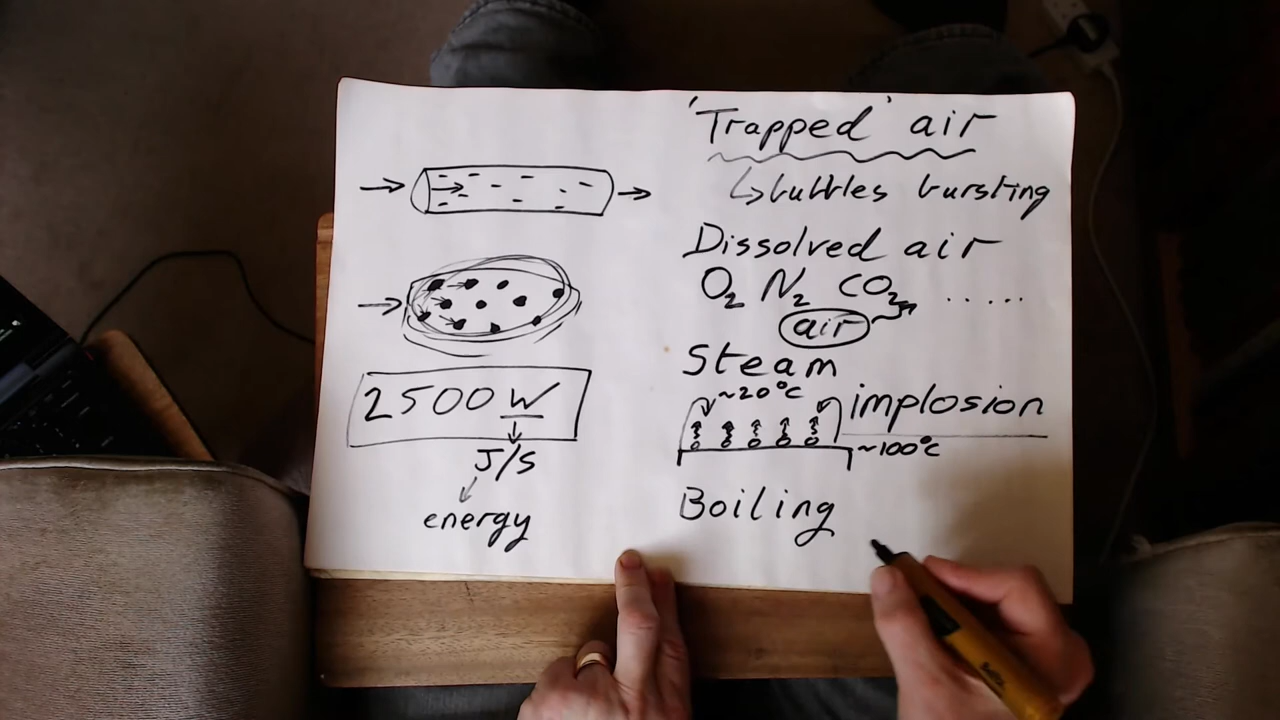 2500 W
J/s
energy
'Trapped' air
↳bubbles bursting
Dissolved air
O₂ N₂ CO₂ ......
air
Steam
~20°C
implosion
~100°C
Boiling